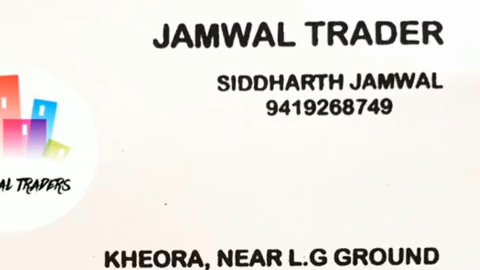 JAMWAL TRADER
SIDDHARTH JAMWAL
9419268749
AL TRADERS
KHEORA, NEAR L.G GROUND